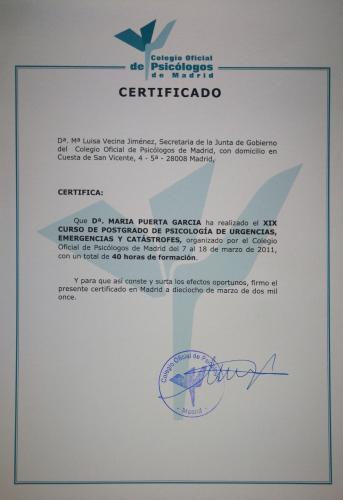 Colegio Oficial
de Psicólogos
de Madrid
CERTIFICADO
Dª. Mª Luisa Vecina Jiménez, Secretaria de la Junta de Gobierno
del Colegio Oficial de Psicólogos de Madrid, con domicilio en
Cuesta de San Vicente, 4 - 5ª - 28008 Madrid,
CERTIFICA:
Que Dª. MARIA PUERTA GARCIA ha realizado el XIX
CURSO DE POSTGRADO DE PSICOLOGÍA DE URGENCIAS,
EMERGENCIAS Y CATÁSTROFES, organizado por el Colegio
Oficial de Psicólogos de Madrid del 7 al 18 de marzo de 2011,
con un total de 40 horas de formación.
Y para que así conste y surta los efectos oportunos, firmo el
presente certificado en Madrid a dieciocho de marzo de dos mil
once.
Colegio Oficial de
- Madrid -